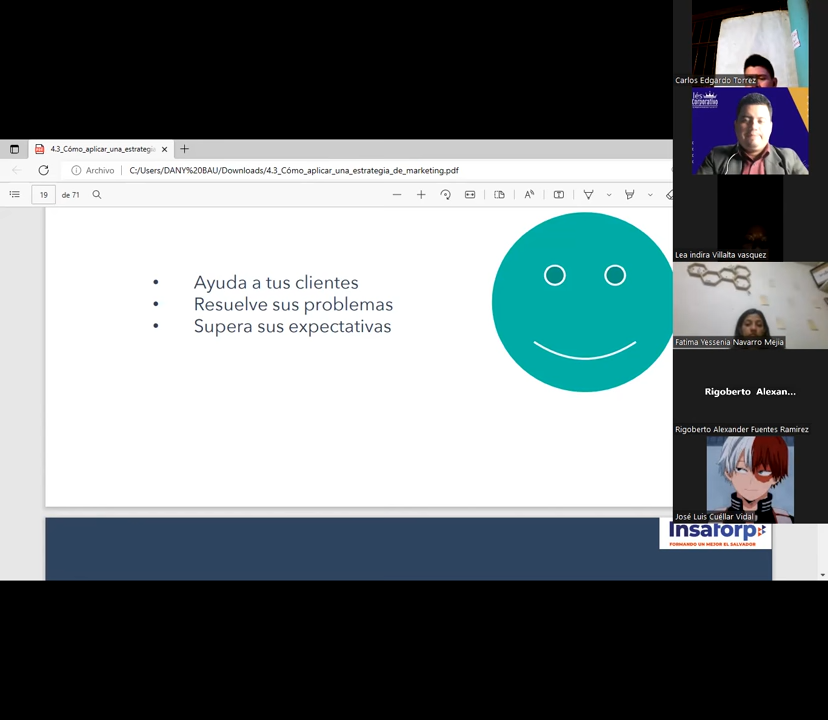 4.3_Cómo_aplicar_una_estrategia
Archivo
C:/Users/DANY%20BAU/Downloads/4.3_Cómo_aplicar_una_estrategia_de_marketing.pdf
19 de 71
• Ayuda a tus clientes
• Resuelve sus problemas
• Supera sus expectativas
Insaforp
FORMANDO UN MEJOR EL SALVADOR
Carlos Edgardo Torrez
Corporativo
Lea indira Villalta vasquez
Fatima Yessenia Navarro Mejia
Rigoberto Alexan...
Rigoberto Alexander Fuentes Ramirez
José Luis Cuéllar Vidal